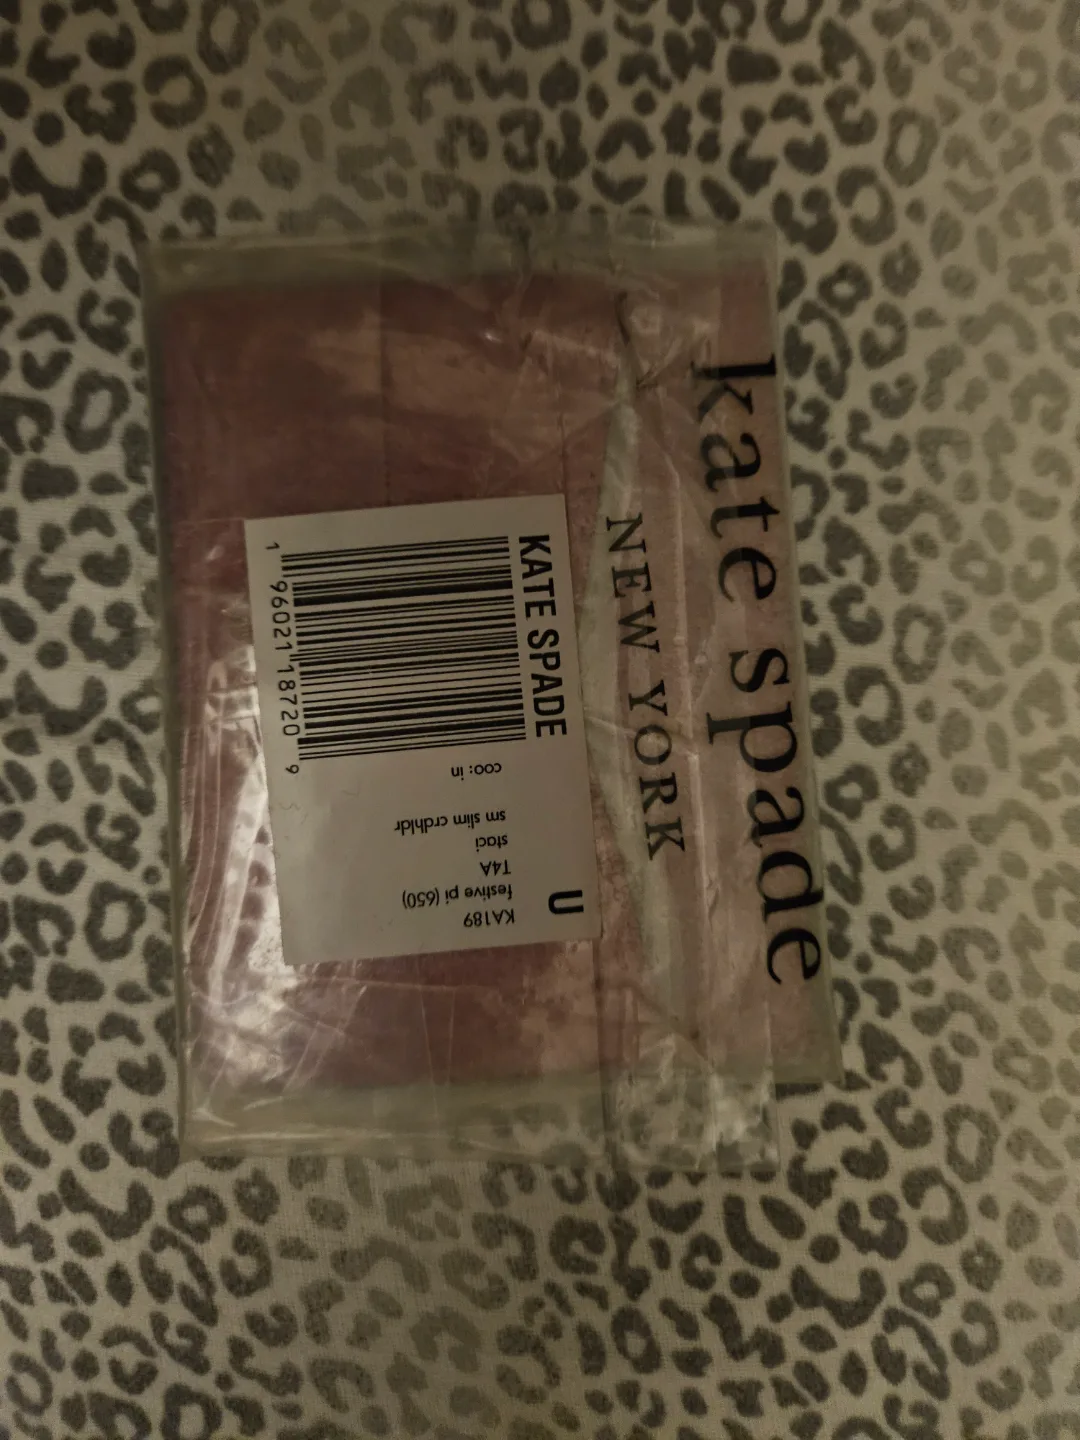 kate spade
NEW YORK
KATE SPADE
U
1 96021 18720 9
KA189
festive pi (650)
T4A
staci
sm slim crdhldr
coo: in